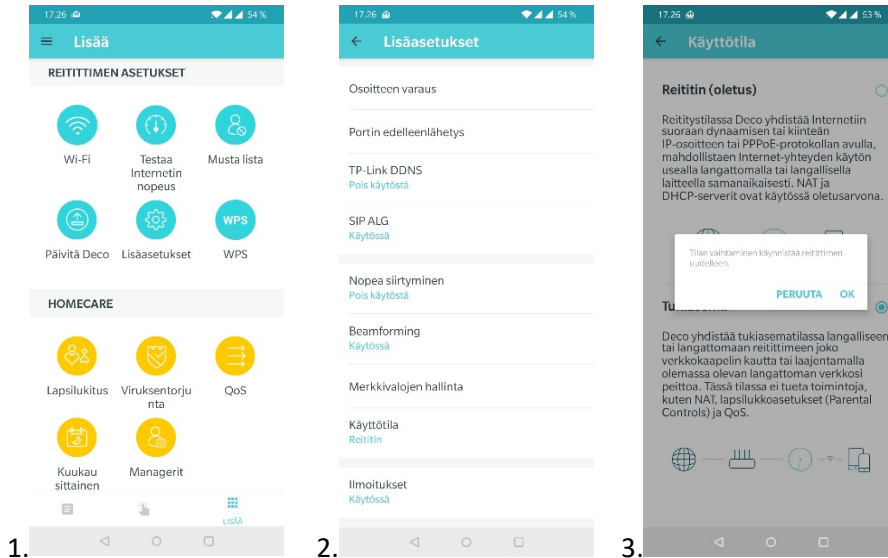 17.26
54 %
Lisää
REITITTIMEN ASETUKSET
Wi-Fi
Testaa
Internetin
nopeus
Musta lista
WPS
Päivitä Deco
Lisäasetukset
WPS
HOMECARE
Lapsilukitus
Viruksentorju
nta
QoS
Kuukau
sittainen
Managerit
LISÄÄ
1.
17.26
54 %
Lisäasetukset
Osoitteen varaus
Portin edelleenlähetys
TP-Link DDNS
Pois käytöstä
SIP ALG
Käytössä
Nopea siirtyminen
Pois käytöstä
Beamforming
Käytössä
Merkkivalojen hallinta
Käyttötila
Reititin
Ilmoitukset
Käytössä
2.
17.26
53 %
Käyttötila
Reititin (oletus)
Reititystilassa Deco yhdistää Internetiin
suoraan dynaamisen tai kiinteän
IP-osoitteen tai PPPoE-protokollan avulla,
mahdollistaen Internet-yhteyden käytön
usealla langattomalla tai langallisella
laitteella samanaikaisesti. NAT ja
DHCP-serverit ovat käytössä oletusarvona.
Tilan vaihtaminen käynnistää reitittimen
uudelleen.
PERUUTA
OK
Deco yhdistää tukiasematilassa langalliseen
tai langattomaan reitittimeen joko
verkkokaapelin kautta tai laajentamalla
olemassa olevan langattoman verkkosi
peittoa. Tässä tilassa ei tueta toimintoja,
kuten NAT, lapsilukkoasetukset (Parental
Controls) ja QoS.
3.